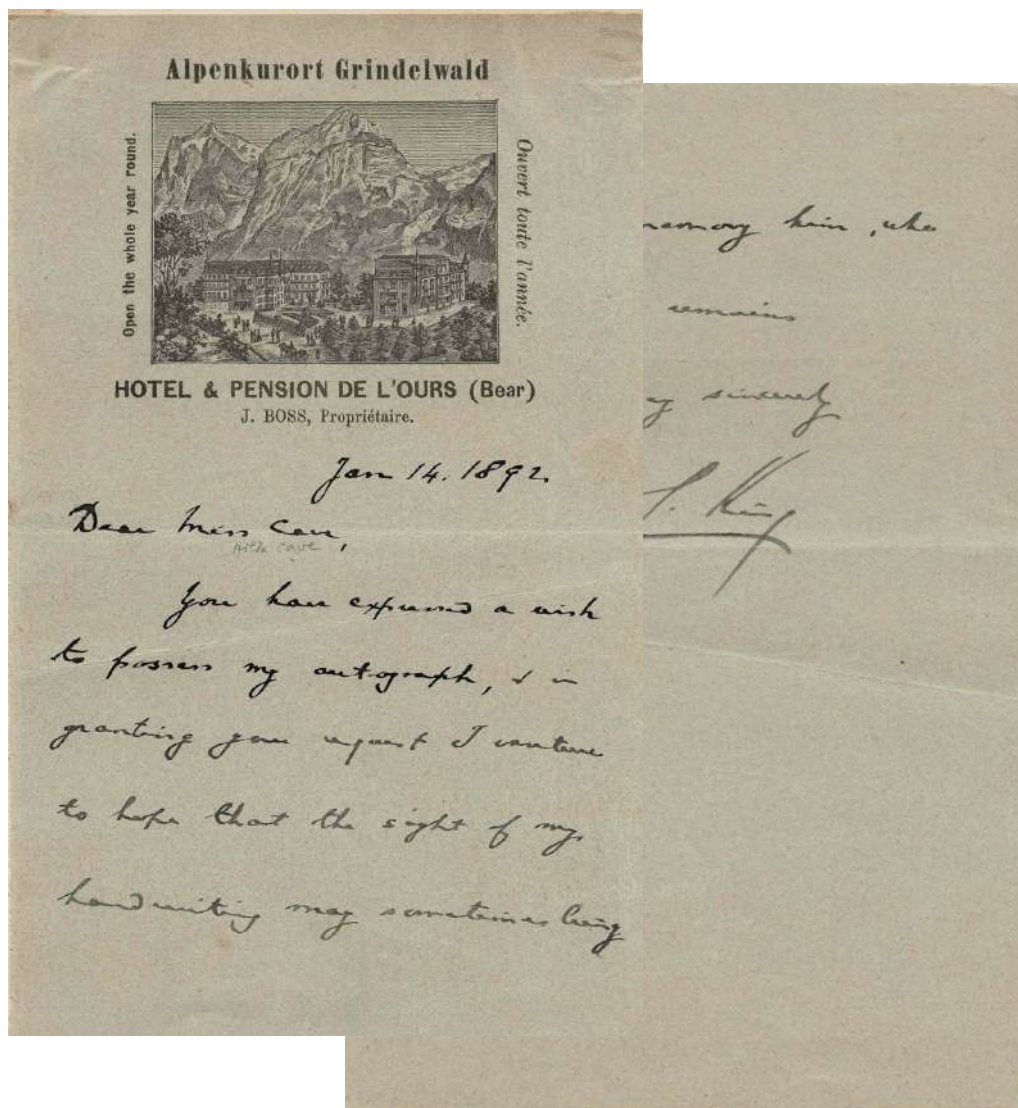 Alpenkurort Grindelwald
Open the whole year round.
Ouvert toute l'année.
HOTEL & PENSION DE L'OURS (Bear)
J. BOSS, Propriétaire.
Jan 14. 1892.
Dear Miss Cave,
Hilda Cave
You have expressed a wish
to possess my autograph, & in
granting your request I venture
to hope that the sight of my
handwriting may sometimes bring
memory him, who
remains
sincerely
S. King